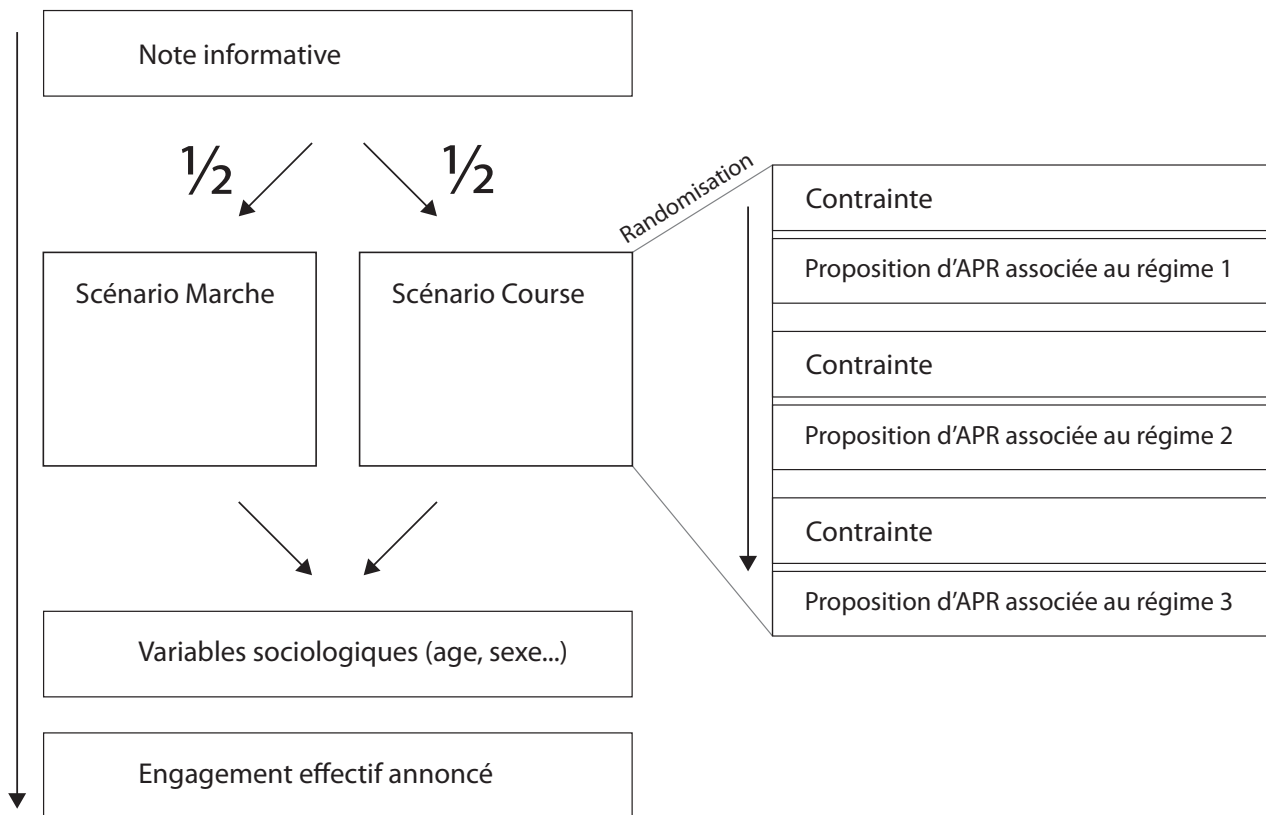 Note informative
½
½
Scénario Marche
Scénario Course
Randomisation
Contrainte
Proposition d'APR associée au régime 1
Contrainte
Proposition d'APR associée au régime 2
Contrainte
Proposition d'APR associée au régime 3
Variables sociologiques (age, sexe...)
Engagement effectif annoncé